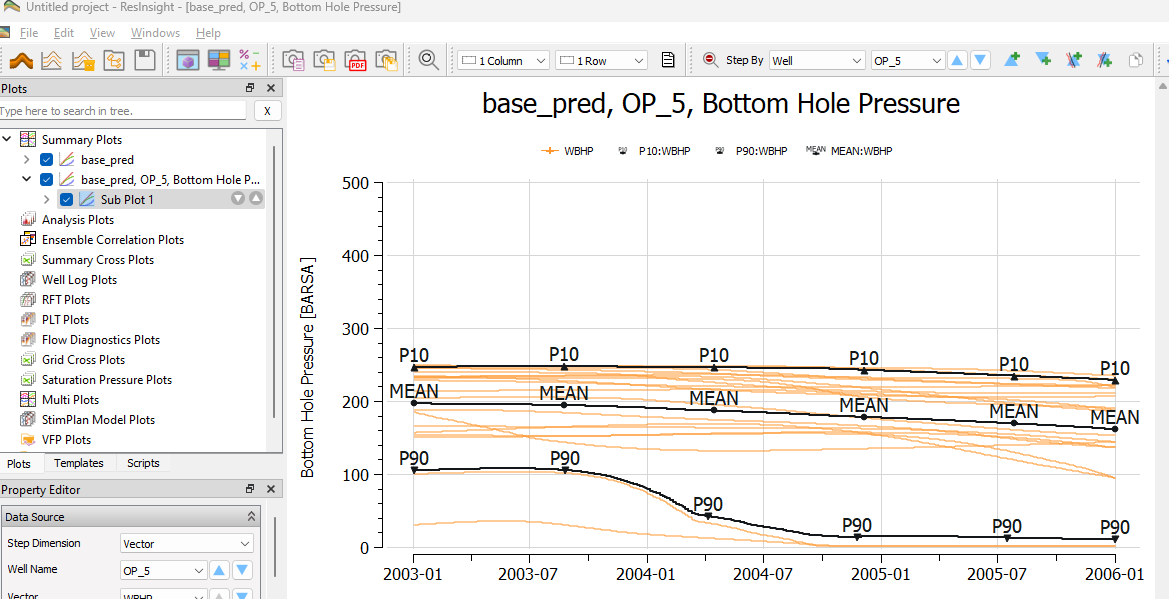 Untitled project - ResInsight - [base_pred, OP_5, Bottom Hole Pressure]
File Edit View Windows Help
PDF 1 Column 1 Row Step By Well OP_5
Plots
Type here to search in tree. X
Summary Plots
base_pred
base_pred, OP_5, Bottom Hole P...
Sub Plot 1
Analysis Plots
Ensemble Correlation Plots
Summary Cross Plots
Well Log Plots
RFT Plots
PLT Plots
Flow Diagnostics Plots
Grid Cross Plots
Saturation Pressure Plots
Multi Plots
StimPlan Model Plots
VFP Plots
Plots Templates Scripts
Property Editor
Data Source
Step Dimension Vector
Well Name OP_5
Vector WBHP
base_pred, OP_5, Bottom Hole Pressure
WBHP P10 P10:WBHP P90 P90:WBHP MEAN MEAN:WBHP
Bottom Hole Pressure [BARSA]
500
400
300
200
100
0
P10 P10 P10 P10 P10 P10
MEAN MEAN MEAN MEAN MEAN MEAN
P90 P90 P90 P90 P90 P90
2003-01 2003-07 2004-01 2004-07 2005-01 2005-07 2006-01